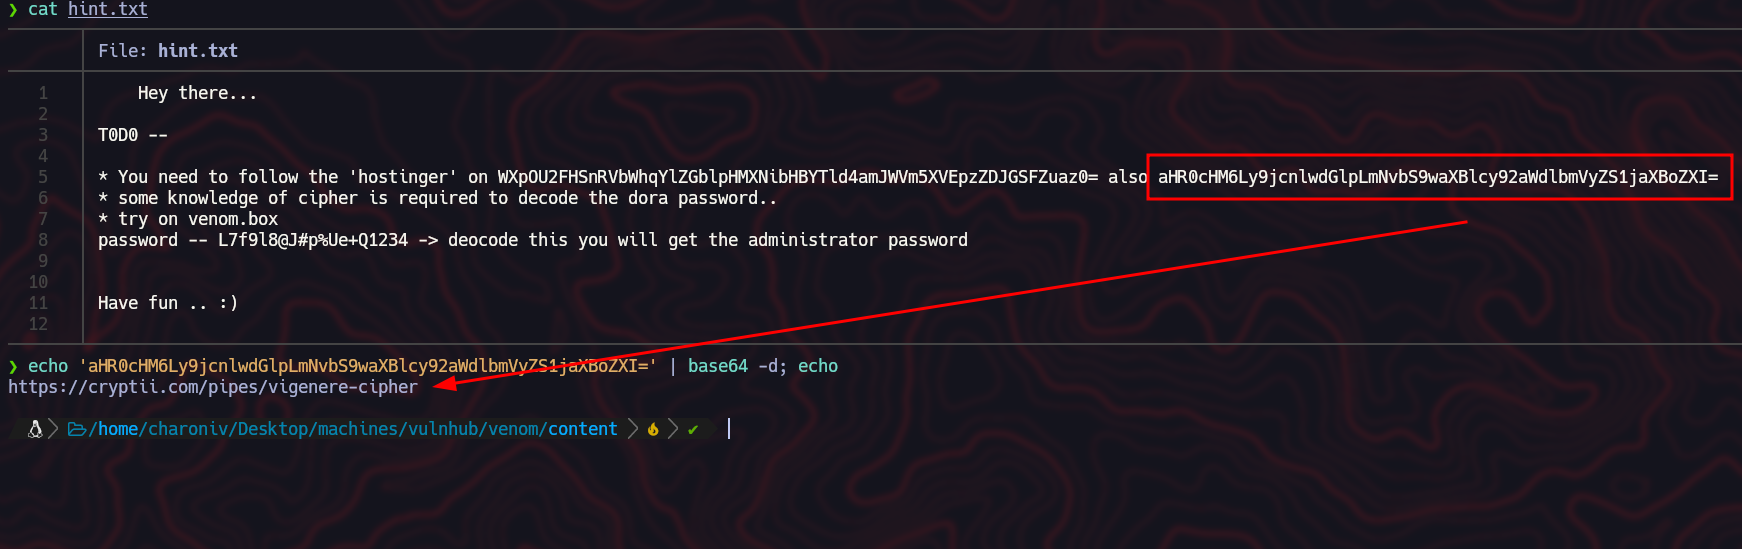 ❯ cat hint.txt
File: hint.txt
1 Hey there...
2
3 T0D0 --
4
5 * You need to follow the 'hostinger' on WXpOU2FHSnRVbWhqYlZGblpHMXNibHBYTld4amJWVm5XVEpzZDJGSFZuaz0= also aHR0cHM6Ly9jcnlwdGlpLmNvbS9waXBlcy92aWdlbmVyZS1jaXBoZXI=
6 * some knowledge of cipher is required to decode the dora password..
7 * try on venom.box
8 password -- L7f9l8@J#p%Ue+Q1234 -> deocode this you will get the administrator password
9
10
11 Have fun .. :)
12
❯ echo 'aHR0cHM6Ly9jcnlwdGlpLmNvbS9waXBlcy92aWdlbmVyZS1jaXBoZXI=' | base64 -d; echo
https://cryptii.com/pipes/vigenere-cipher
/home/charoniv/Desktop/machines/vulnhub/venom/content ✔